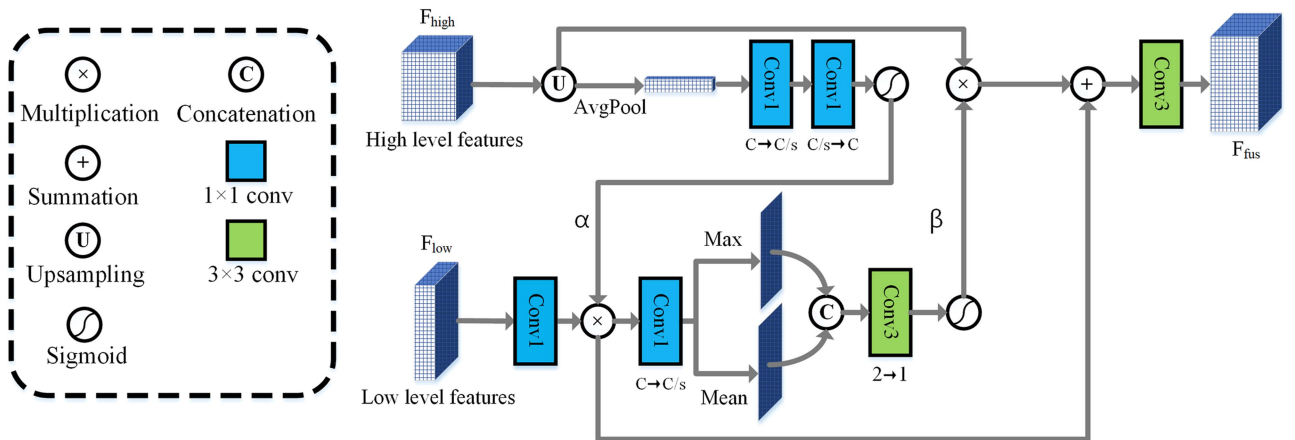 ×
C
Multiplication
Concatenation
+
Summation
1×1 conv
U
Upsampling
3×3 conv
Sigmoid
F_high
High level features
U
AvgPool
Conv1
C→C/s
Conv1
C/s→C
×
+
Conv3
F_fus
α
β
F_low
Low level features
Conv1
×
Conv1
C→C/s
Max
Mean
C
Conv3
2→1